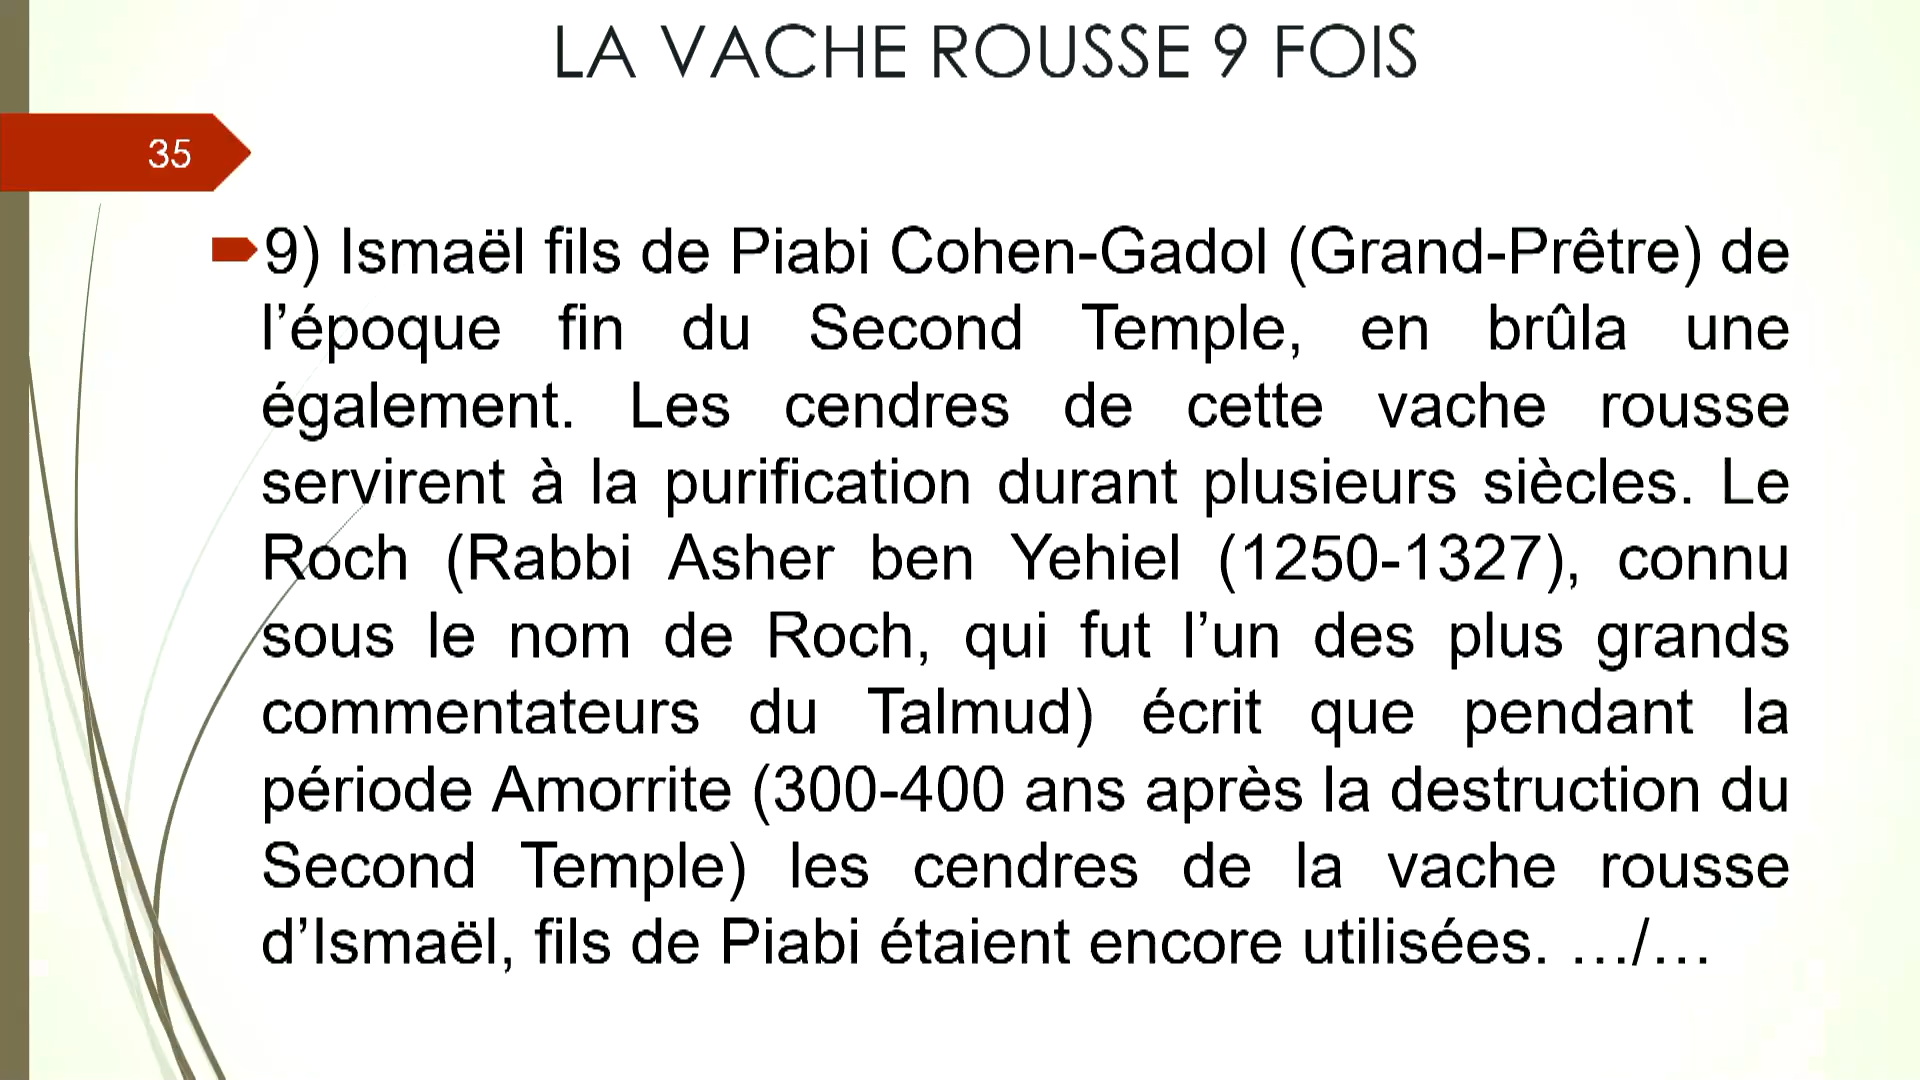 LA VACHE ROUSSE 9 FOIS
35
9) Ismaël fils de Piabi Cohen-Gadol (Grand-Prêtre) de
l’époque fin du Second Temple, en brûla une
également. Les cendres de cette vache rousse
servirent à la purification durant plusieurs siècles. Le
Roch (Rabbi Asher ben Yehiel (1250-1327), connu
sous le nom de Roch, qui fut l’un des plus grands
commentateurs du Talmud) écrit que pendant la
période Amorrite (300-400 ans après la destruction du
Second Temple) les cendres de la vache rousse
d’Ismaël, fils de Piabi étaient encore utilisées. …/…